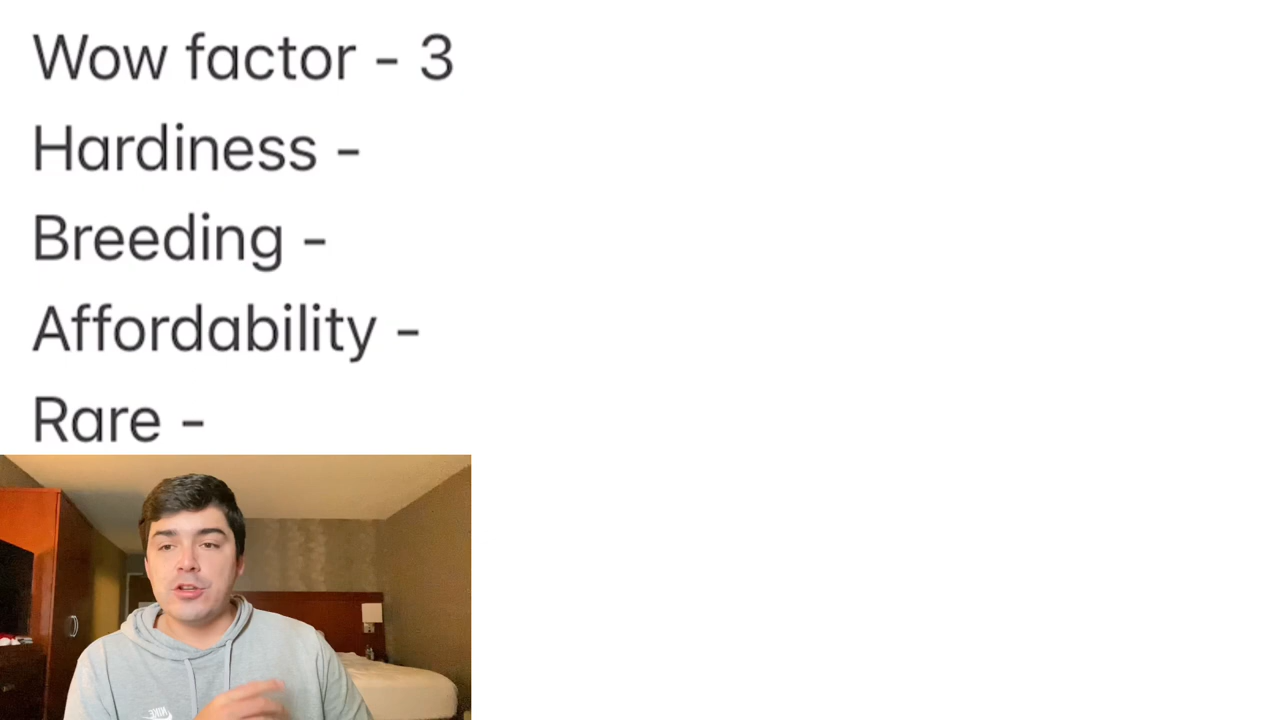 Wow factor - 3
Hardiness -
Breeding -
Affordability -
Rare -